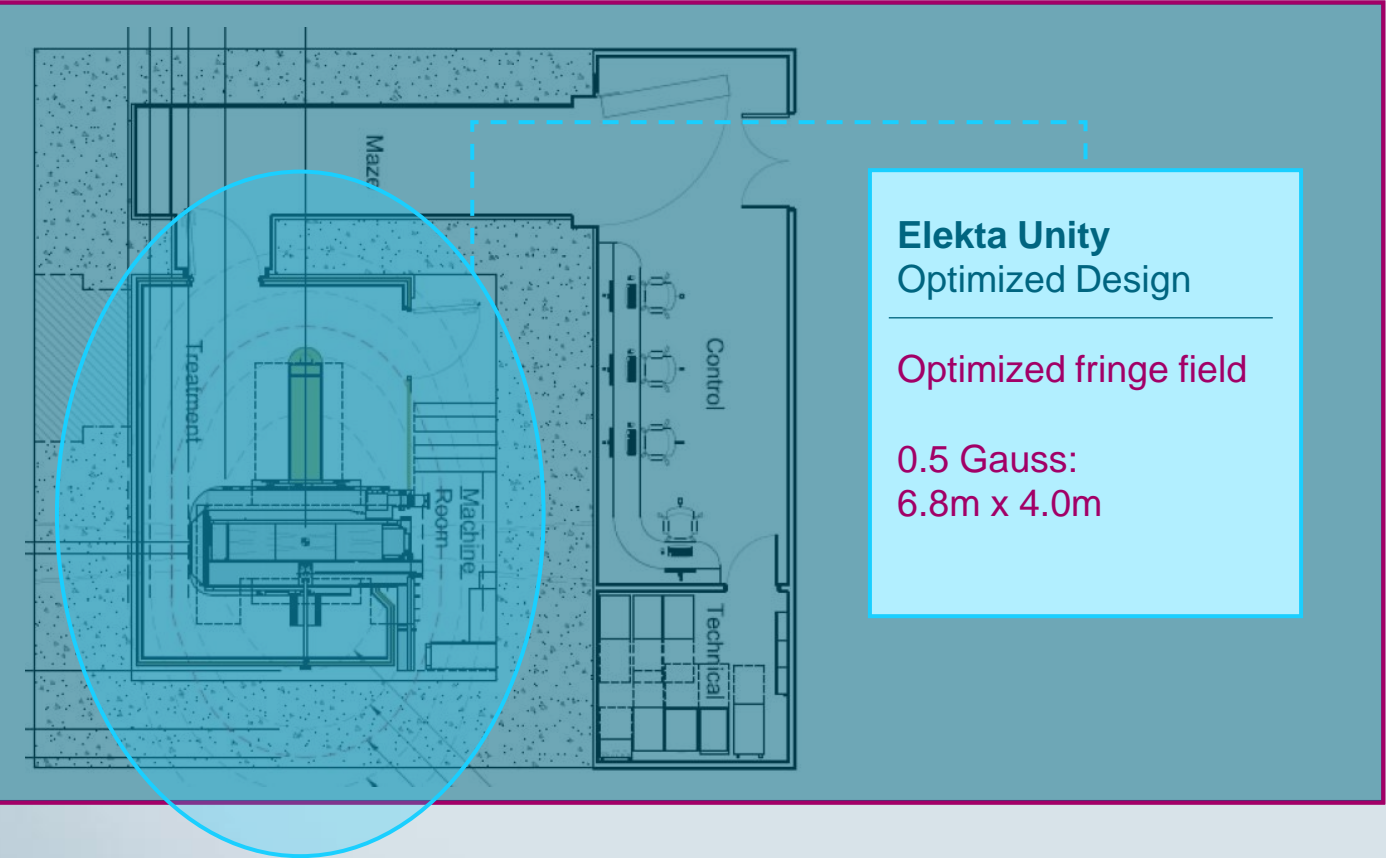 Maze
Treatment
Machine
Room
Control
Technical
Elekta Unity
Optimized Design
Optimized fringe field
0.5 Gauss:
6.8m x 4.0m